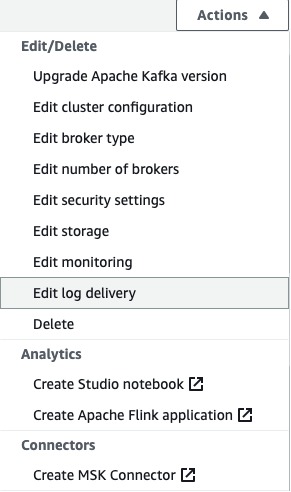 Actions
Edit/Delete
Upgrade Apache Kafka version
Edit cluster configuration
Edit broker type
Edit number of brokers
Edit security settings
Edit storage
Edit monitoring
Edit log delivery
Delete
Analytics
Create Studio notebook
Create Apache Flink application
Connectors
Create MSK Connector